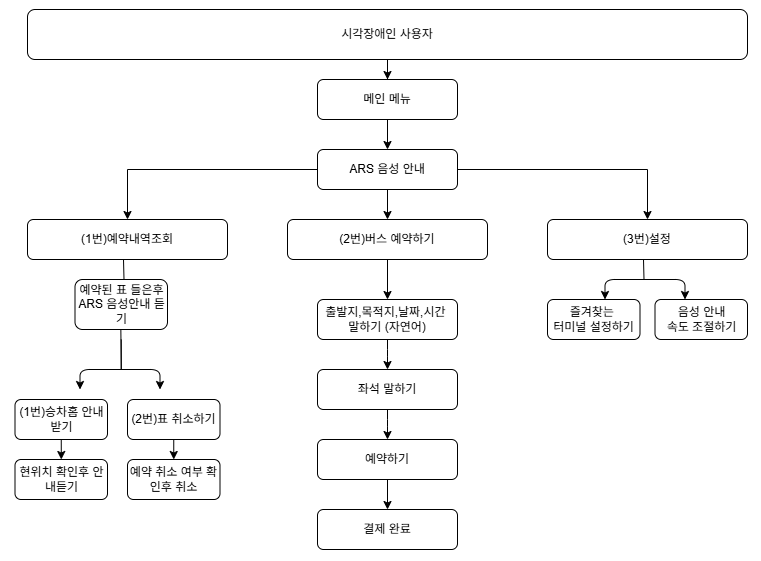 시각장애인 사용자
메인 메뉴
ARS 음성 안내
(1번)예약내역조회
(2번)버스 예약하기
(3번)설정
예약된 표 들은후
ARS 음성안내 듣
기
출발지,목적지,날짜,시간
말하기 (자연어)
즐겨찾는
터미널 설정하기
음성 안내
속도 조절하기
좌석 말하기
(1번)승차홈 안내
받기
(2번)표 취소하기
예약하기
현위치 확인후 안
내듣기
예약 취소 여부 확
인후 취소
결제 완료